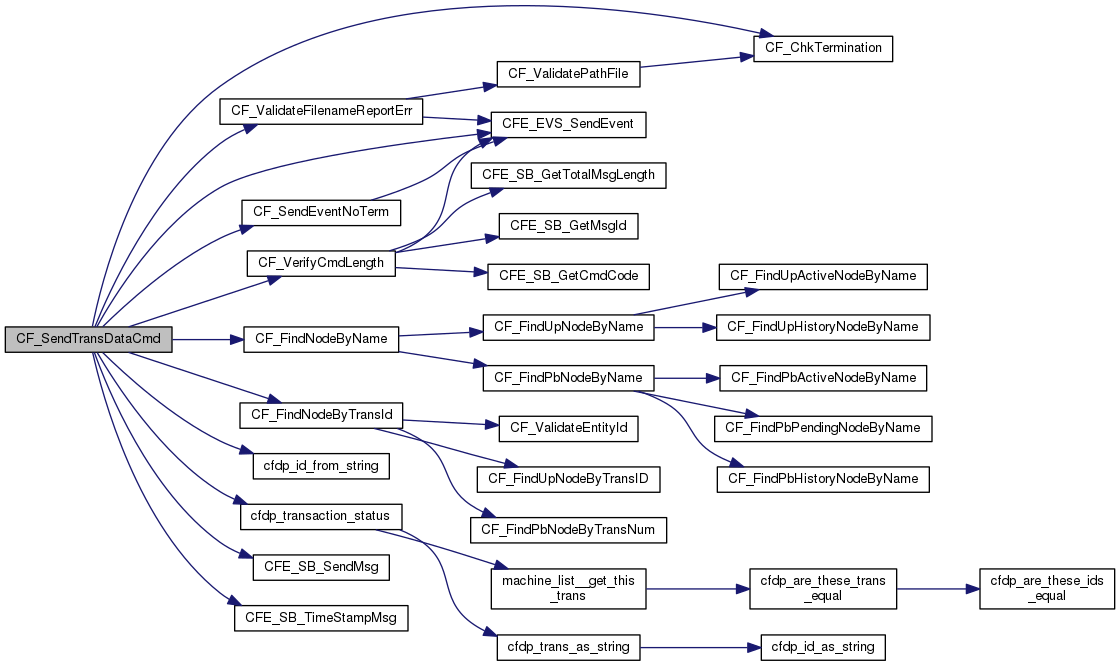 CF_SendTransDataCmd
CF_ChkTermination
CF_ValidateFilenameReportErr
CF_ValidatePathFile
CFE_EVS_SendEvent
CF_SendEventNoTerm
CF_VerifyCmdLength
CFE_SB_GetTotalMsgLength
CFE_SB_GetMsgId
CFE_SB_GetCmdCode
CF_FindNodeByName
CF_FindUpNodeByName
CF_FindUpActiveNodeByName
CF_FindUpHistoryNodeByName
CF_FindPbNodeByName
CF_FindPbActiveNodeByName
CF_FindPbPendingNodeByName
CF_FindPbHistoryNodeByName
CF_FindNodeByTransId
CF_ValidateEntityId
CF_FindUpNodeByTransID
CF_FindPbNodeByTransNum
cfdp_id_from_string
cfdp_transaction_status
machine_list__get_this
_trans
cfdp_are_these_trans
_equal
cfdp_are_these_ids
_equal
cfdp_trans_as_string
cfdp_id_as_string
CFE_SB_SendMsg
CFE_SB_TimeStampMsg